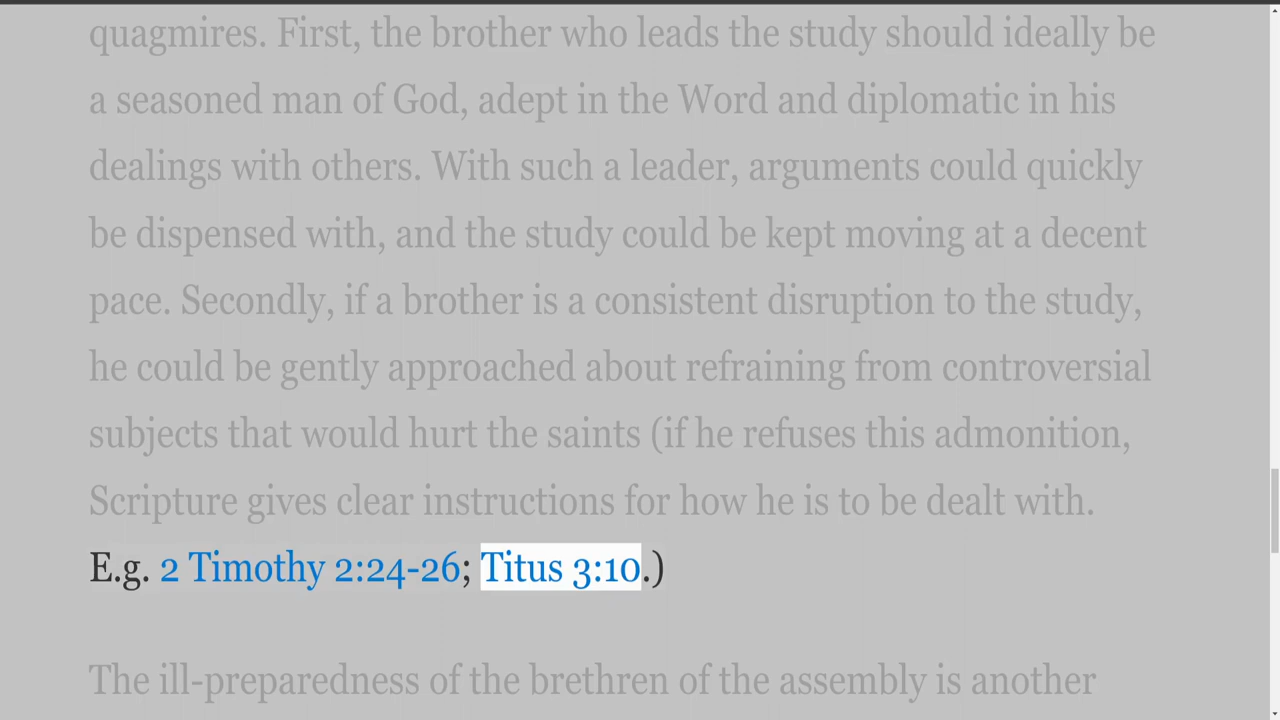 quagmires. First, the brother who leads the study should ideally be
a seasoned man of God, adept in the Word and diplomatic in his
dealings with others. With such a leader, arguments could quickly
be dispensed with, and the study could be kept moving at a decent
pace. Secondly, if a brother is a consistent disruption to the study,
he could be gently approached about refraining from controversial
subjects that would hurt the saints (if he refuses this admonition,
Scripture gives clear instructions for how he is to be dealt with.
E.g. 2 Timothy 2:24-26; Titus 3:10.)
The ill-preparedness of the brethren of the assembly is another